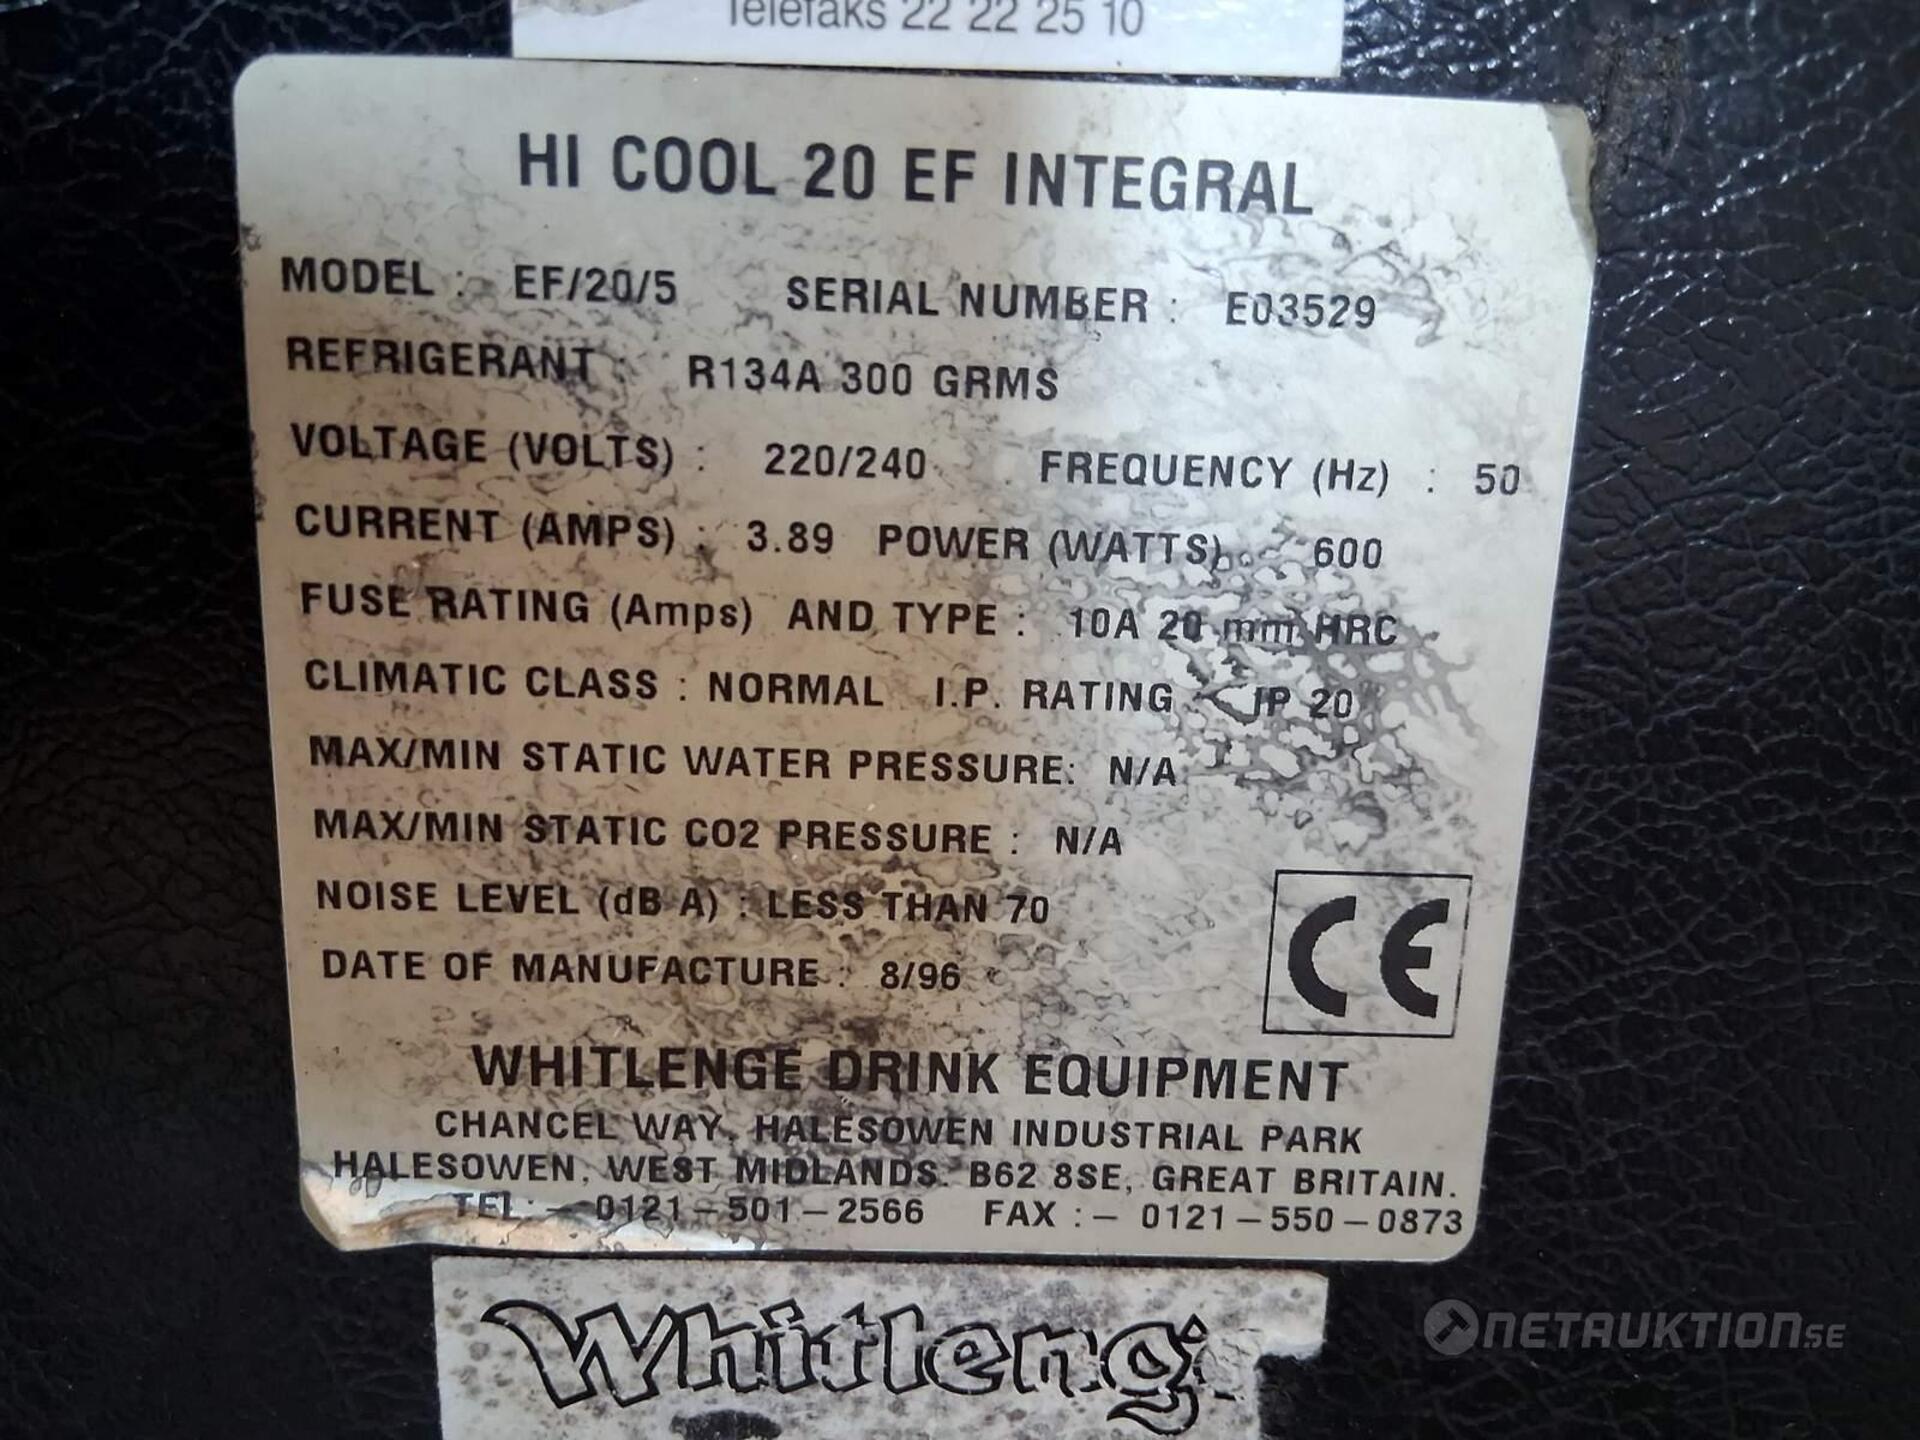 Telefaks 22 22 25 10
HI COOL 20 EF INTEGRAL
MODEL : EF/20/5 SERIAL NUMBER : E03529
REFRIGERANT : R134A 300 GRMS
VOLTAGE (VOLTS) : 220/240 FREQUENCY (Hz) : 50
CURRENT (AMPS) : 3.89 POWER (WATTS) : 600
FUSE RATING (Amps) AND TYPE : 10A 20 mm HRC
CLIMATIC CLASS : NORMAL I.P. RATING : IP 20
MAX/MIN STATIC WATER PRESSURE: N/A
MAX/MIN STATIC CO2 PRESSURE : N/A
NOISE LEVEL (dB A) : LESS THAN 70
DATE OF MANUFACTURE : 8/96
CE
WHITLENGE DRINK EQUIPMENT
CHANCEL WAY, HALESOWEN INDUSTRIAL PARK
HALESOWEN, WEST MIDLANDS. B62 8SE, GREAT BRITAIN.
TEL :– 0121–501–2566 FAX :– 0121–550–0873
Whitleng
NETAUKTION.SE